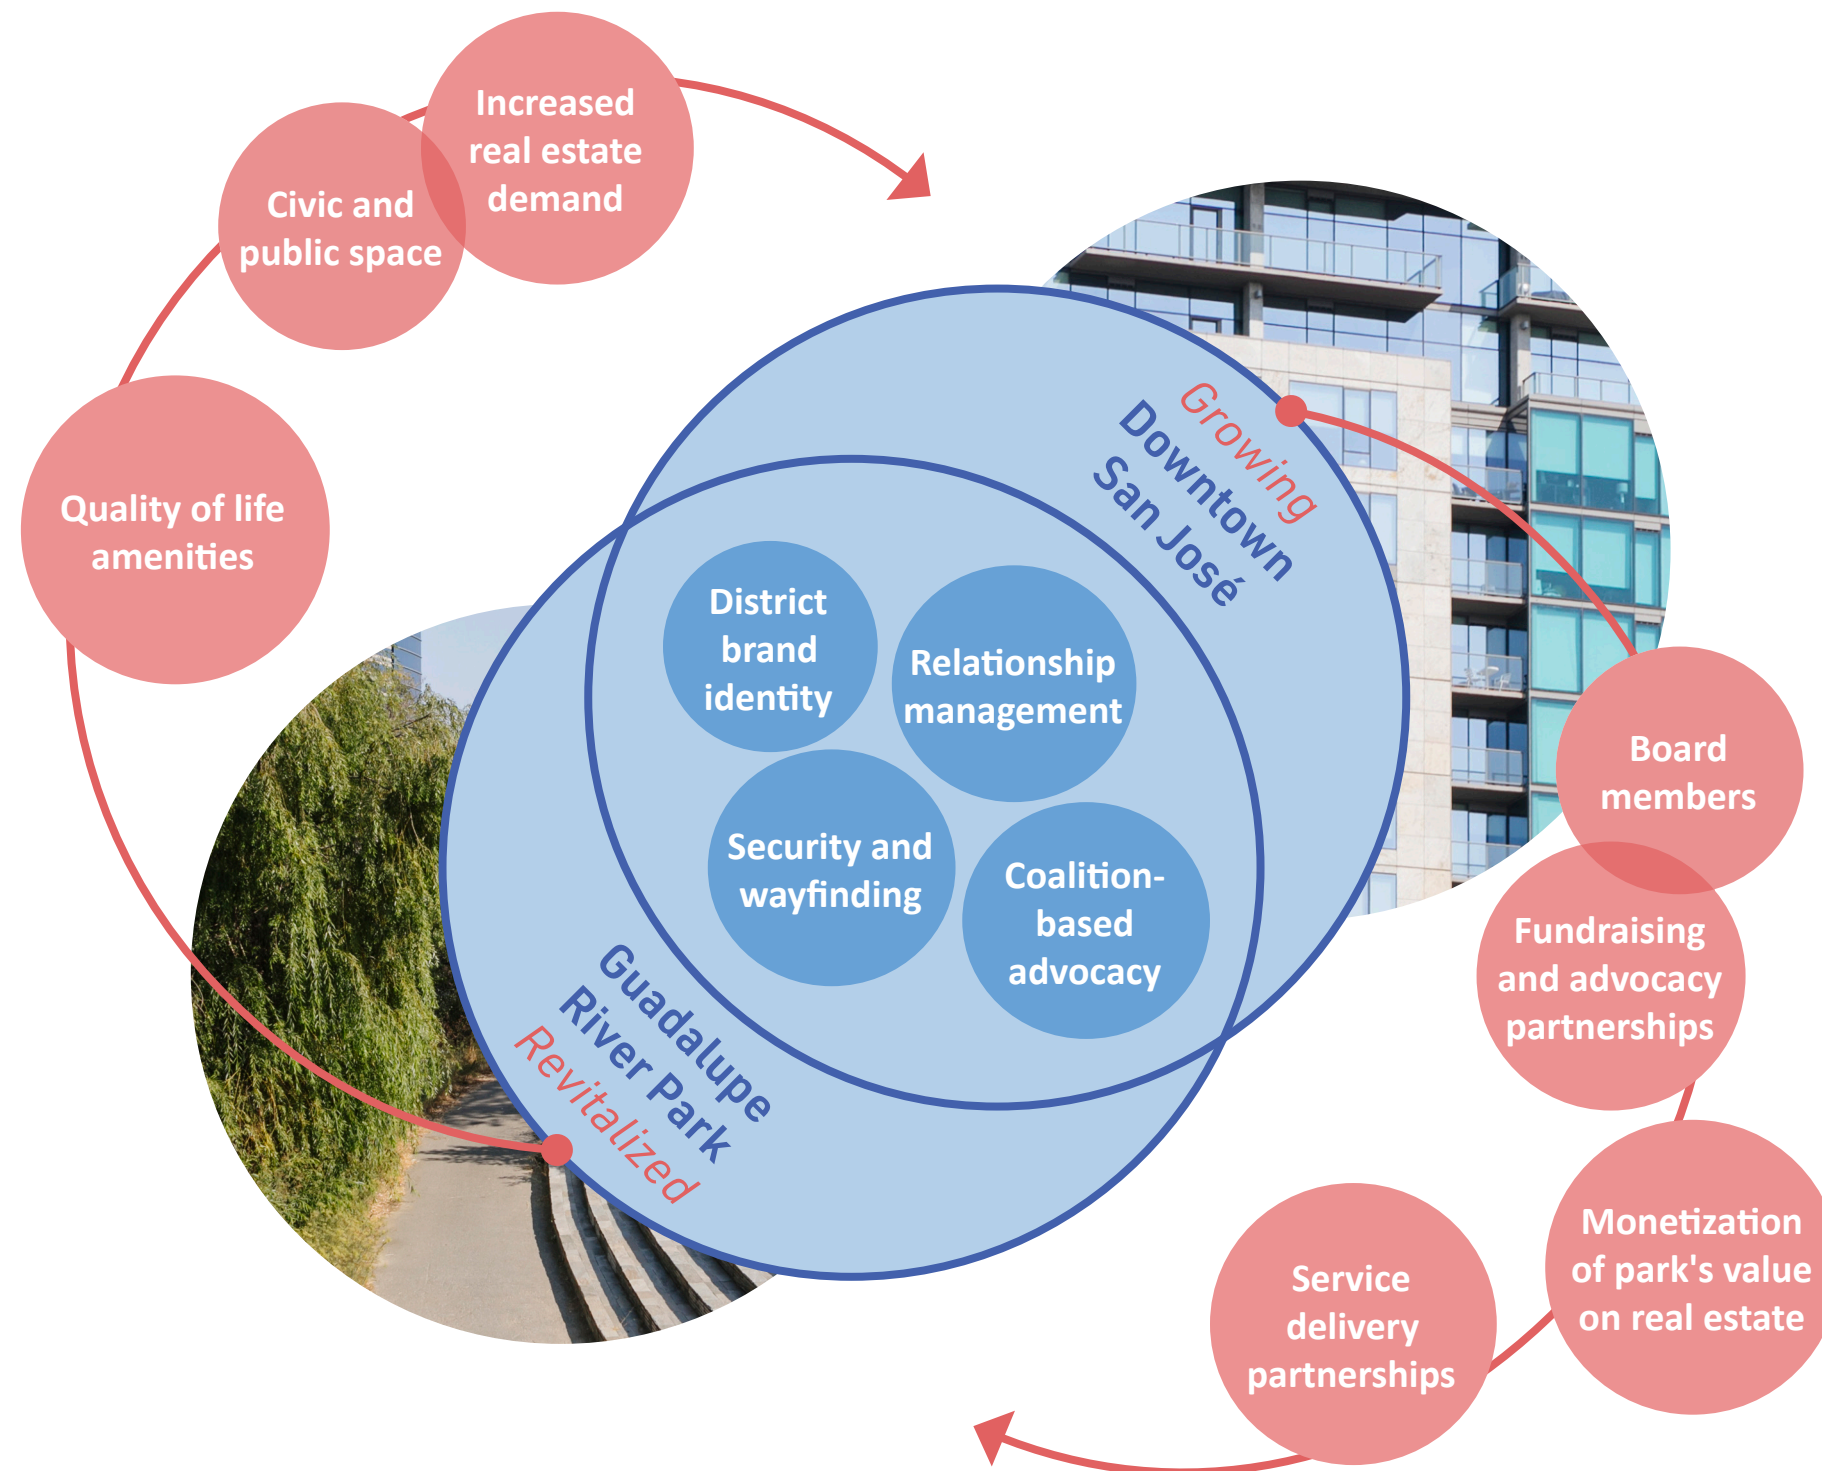 Increased
real estate
demand
Civic and
public space
Quality of life
amenities
Growing
Downtown
San José
District
brand
identity
Relationship
management
Security and
wayfinding
Coalition-
based
advocacy
Guadalupe
River Park
Revitalized
Board
members
Fundraising
and advocacy
partnerships
Monetization
of park's value
on real estate
Service
delivery
partnerships